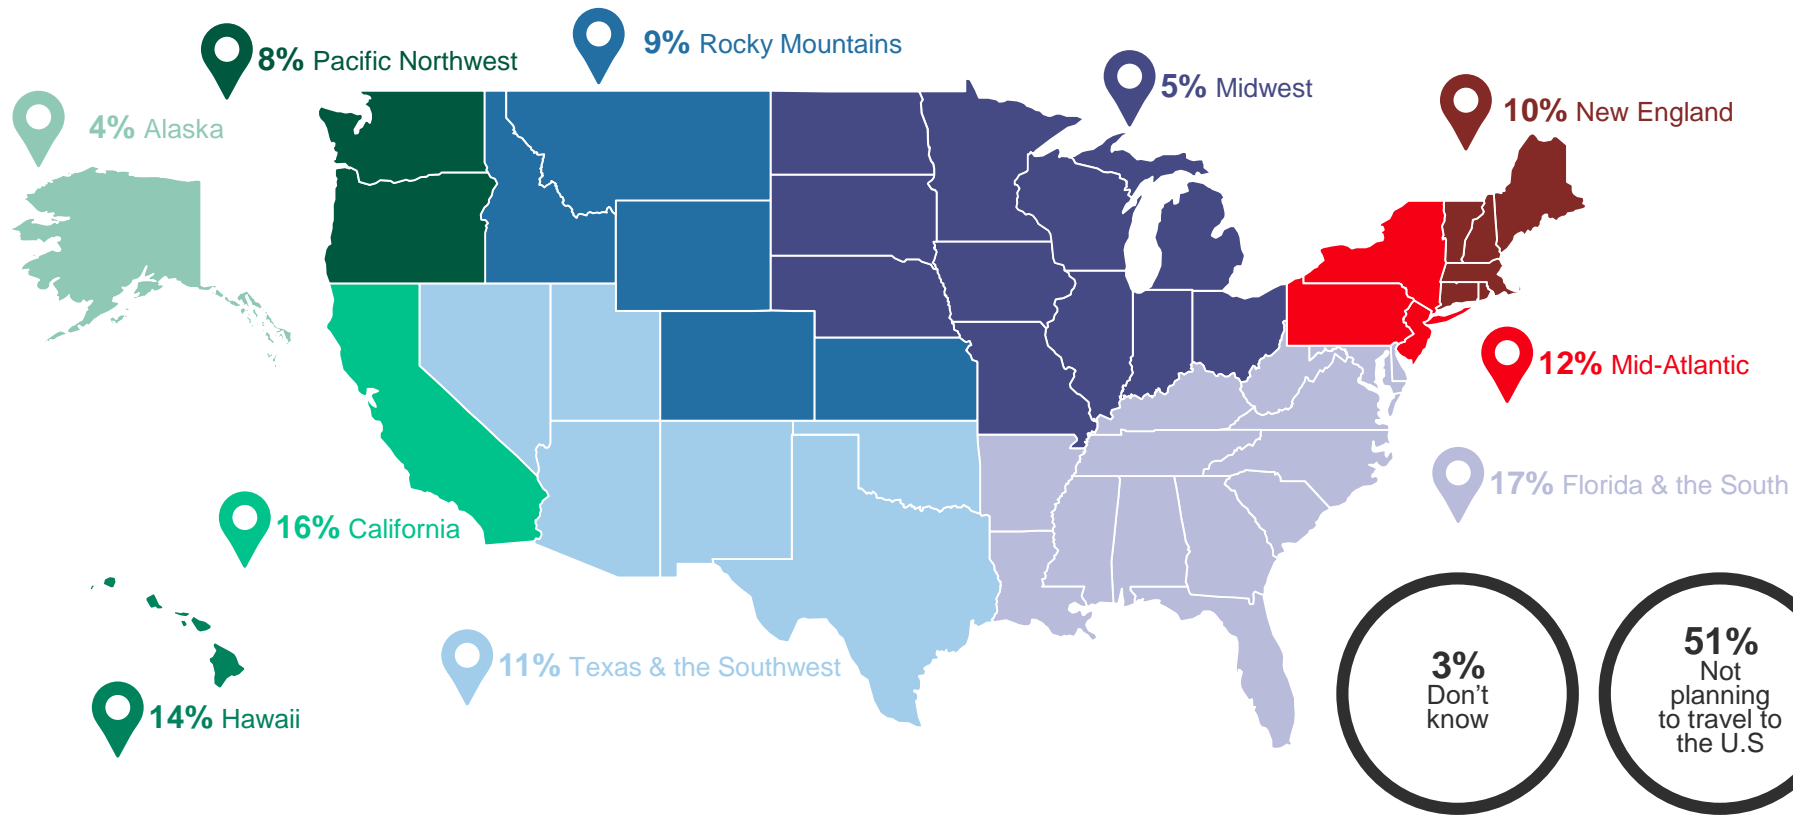 8% Pacific Northwest
9% Rocky Mountains
5% Midwest
10% New England
4% Alaska
12% Mid-Atlantic
17% Florida & the South
16% California
11% Texas & the Southwest
14% Hawaii
3%
Don't
know
51%
Not
planning
to travel to
the U.S